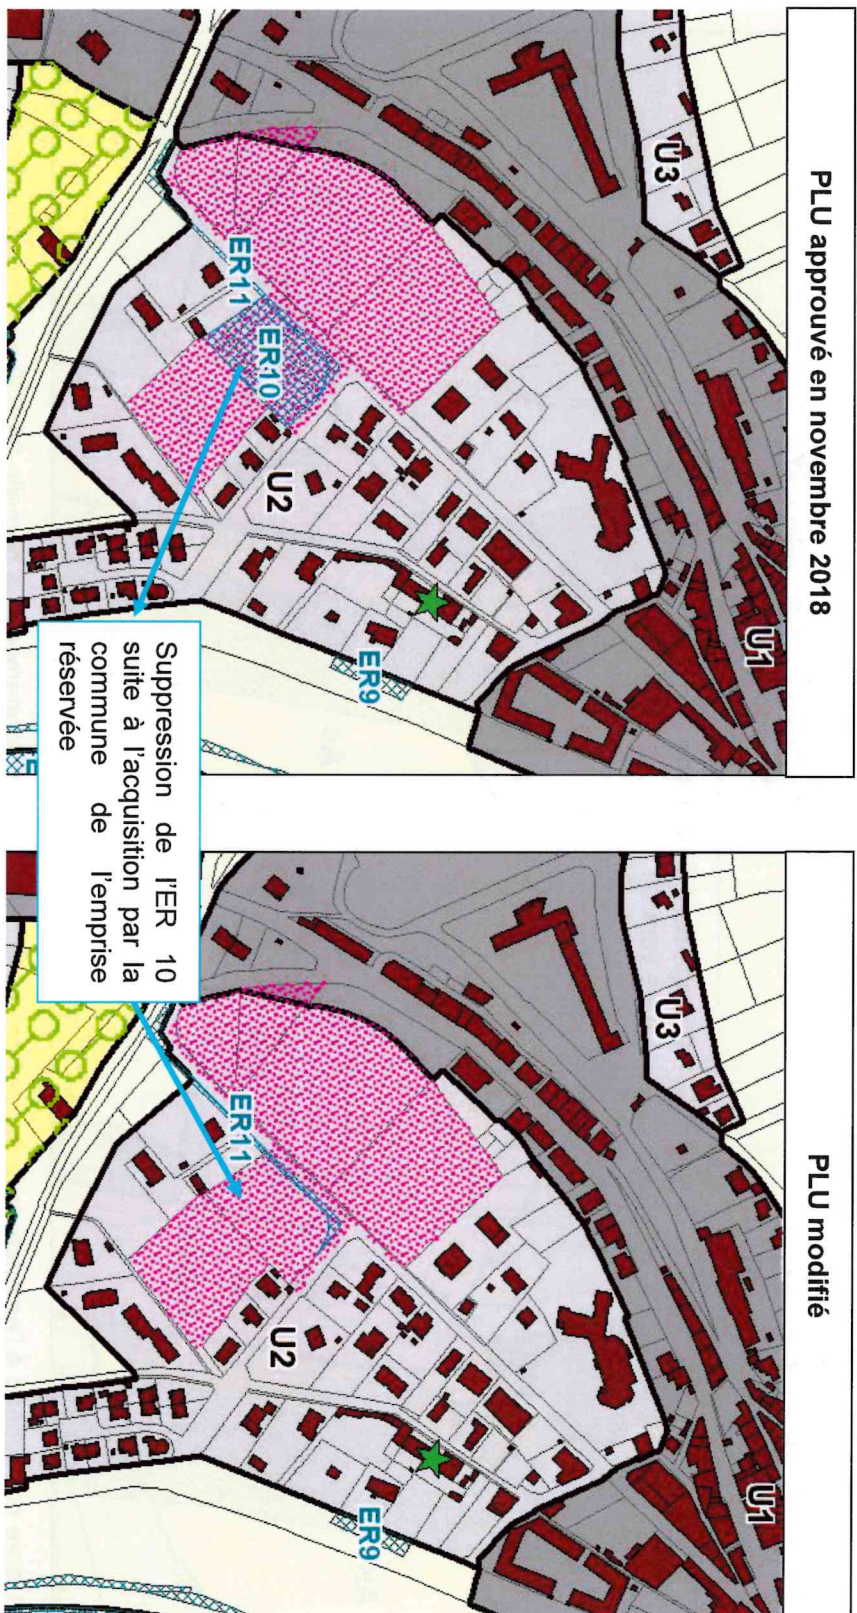 PLU approuvé en novembre 2018
U3
U1
ER11
ER10
U2
ER9
Suppression de l'ER 10
suite à l'acquisition par la
commune de l'emprise
réservée
PLU modifié
U3
U1
ER11
U2
ER9